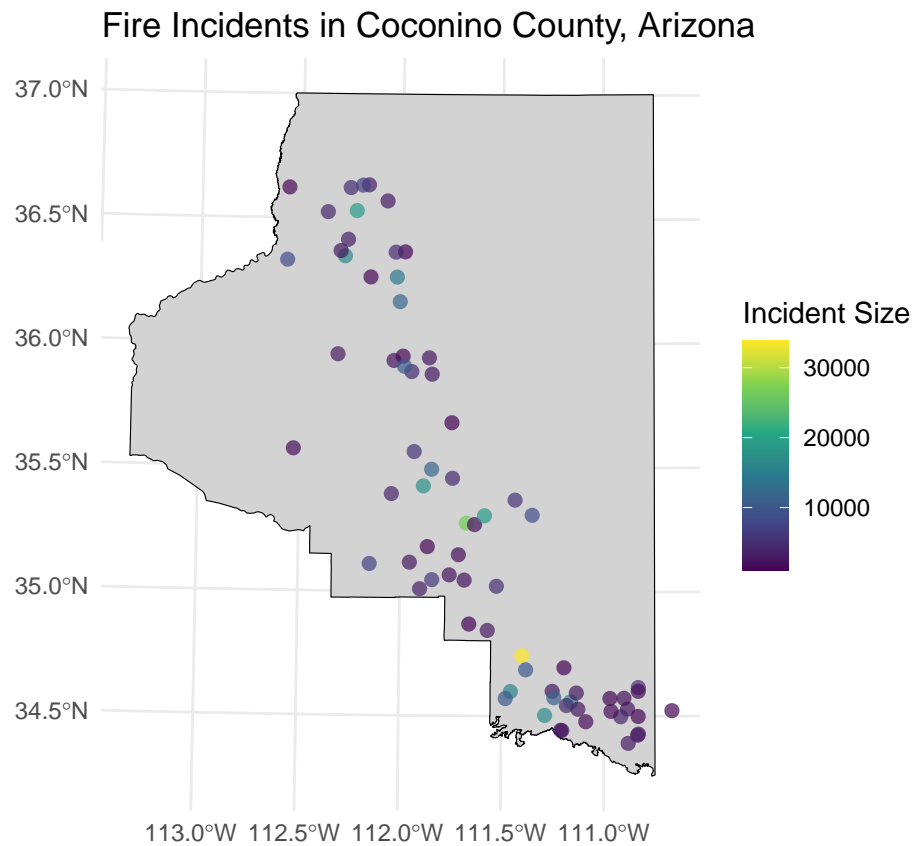 Fire Incidents in Coconino County, Arizona
37.0°N
36.5°N
36.0°N
35.5°N
35.0°N
34.5°N
113.0°W 112.5°W 112.0°W 111.5°W 111.0°W
Incident Size
30000
20000
10000